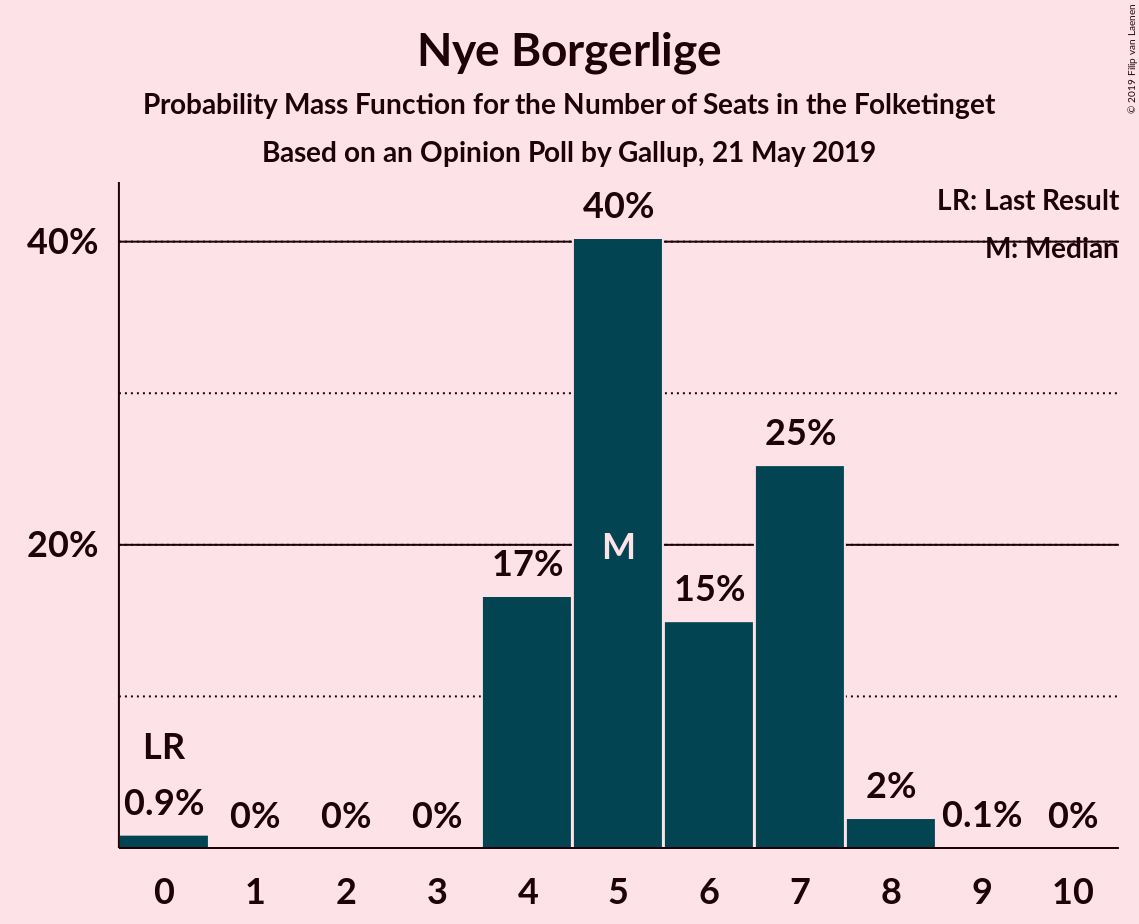 Nye Borgerlige
Probability Mass Function for the Number of Seats in the Folketinget
Based on an Opinion Poll by Gallup, 21 May 2019
© 2019 Filip van Laenen
LR: Last Result
M: Median
40%
20%
LR
0.9%
0%
0%
0%
17%
40%
M
15%
25%
2%
0.1%
0%
0 1 2 3 4 5 6 7 8 9 10